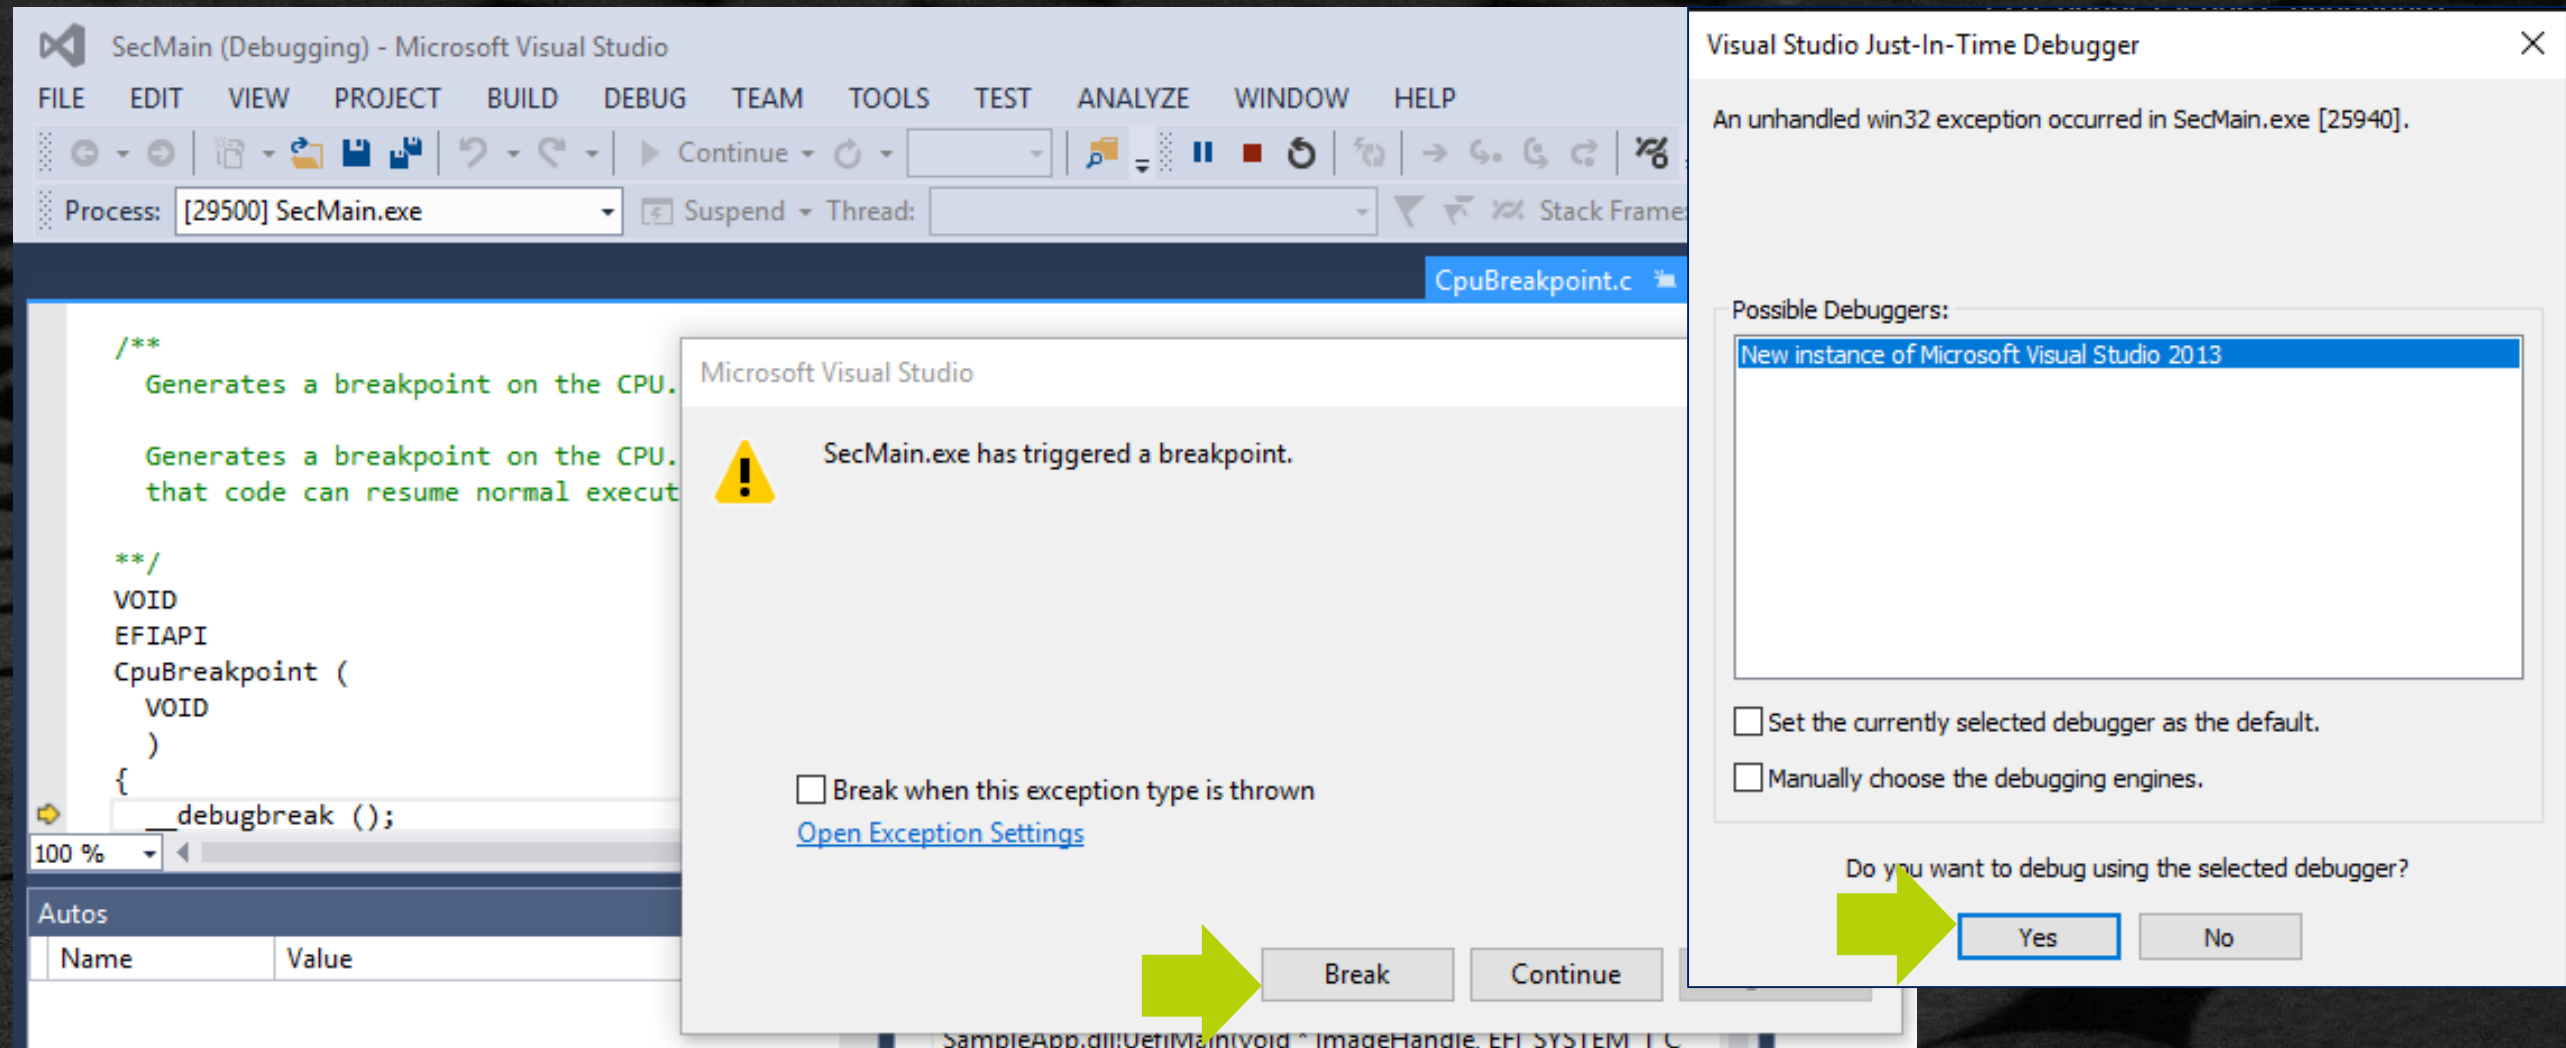 SecMain (Debugging) - Microsoft Visual Studio
FILE EDIT VIEW PROJECT BUILD DEBUG TEAM TOOLS TEST ANALYZE WINDOW HELP
Continue
Process: [29500] SecMain.exe Suspend Thread: Stack Frame:
CpuBreakpoint.c
/**
Generates a breakpoint on the CPU.
Generates a breakpoint on the CPU.
that code can resume normal execut
**/
VOID
EFIAPI
CpuBreakpoint (
VOID
)
{
__debugbreak ();
100 %
Autos
Name Value
Microsoft Visual Studio
SecMain.exe has triggered a breakpoint.
Break when this exception type is thrown
Open Exception Settings
Break Continue
SampleApp.dll!UefiMain(void * ImageHandle, EFI_SYSTEM_T C
Visual Studio Just-In-Time Debugger
An unhandled win32 exception occurred in SecMain.exe [25940].
Possible Debuggers:
New instance of Microsoft Visual Studio 2013
Set the currently selected debugger as the default.
Manually choose the debugging engines.
Do you want to debug using the selected debugger?
Yes No